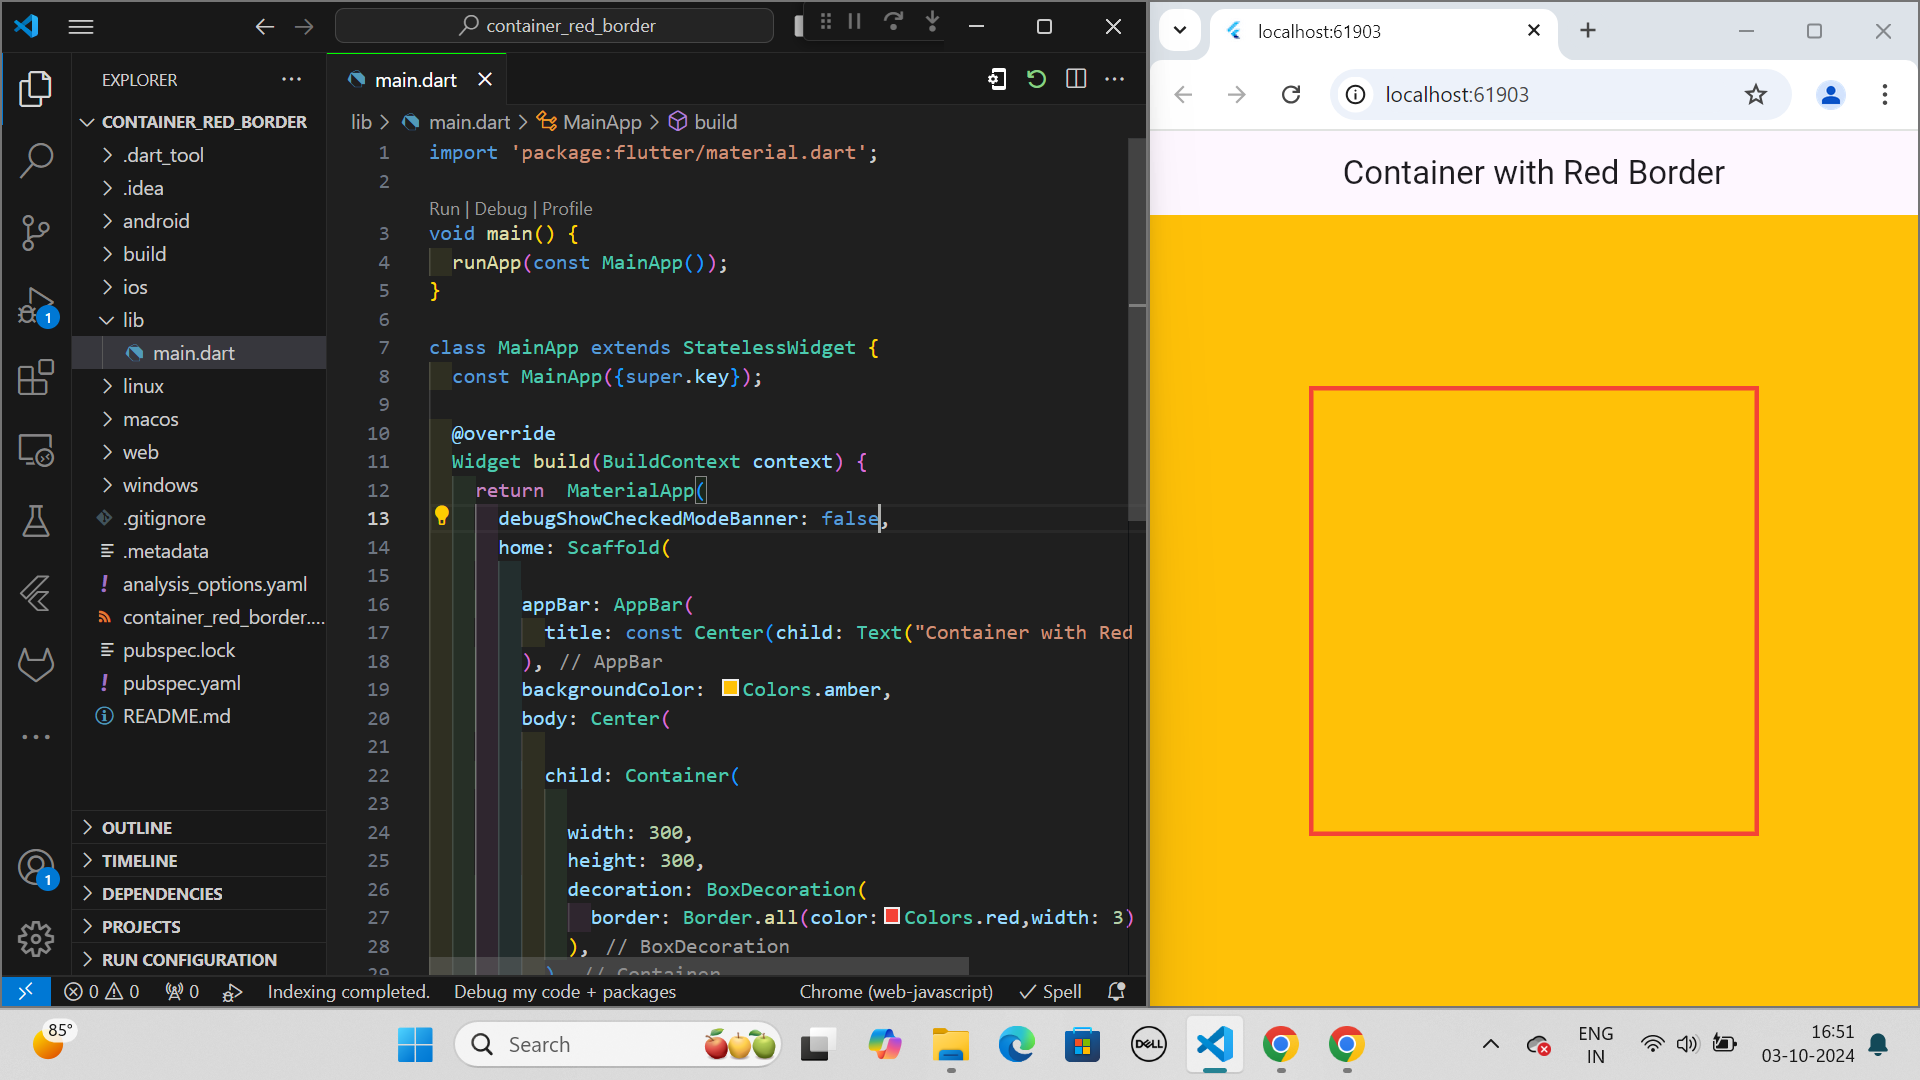 container_red_border
EXPLORER
CONTAINER_RED_BORDER
.dart_tool
.idea
android
build
ios
lib
main.dart
linux
macos
web
windows
.gitignore
.metadata
analysis_options.yaml
container_red_border....
pubspec.lock
pubspec.yaml
README.md
OUTLINE
TIMELINE
DEPENDENCIES
PROJECTS
RUN CONFIGURATION
1
1
main.dart
lib > main.dart > MainApp > build
1 import 'package:flutter/material.dart';
2
Run | Debug | Profile
3 void main() {
4 runApp(const MainApp());
5 }
6
7 class MainApp extends StatelessWidget {
8 const MainApp({super.key});
9
10 @override
11 Widget build(BuildContext context) {
12 return  MaterialApp(
13 debugShowCheckedModeBanner: false,
14 home: Scaffold(
15
16 appBar: AppBar(
17 title: const Center(child: Text("Container with Red
18 ), // AppBar
19 backgroundColor: Colors.amber,
20 body: Center(
21
22 child: Container(
23
24 width: 300,
25 height: 300,
26 decoration: BoxDecoration(
27 border: Border.all(color: Colors.red,width: 3)
28 ), // BoxDecoration
29 ), // Container
0 0 0 Indexing completed. Debug my code + packages Chrome (web-javascript) Spell
localhost:61903
localhost:61903
Container with Red Border
85°
Search
DELL
ENG
IN
16:51
03-10-2024